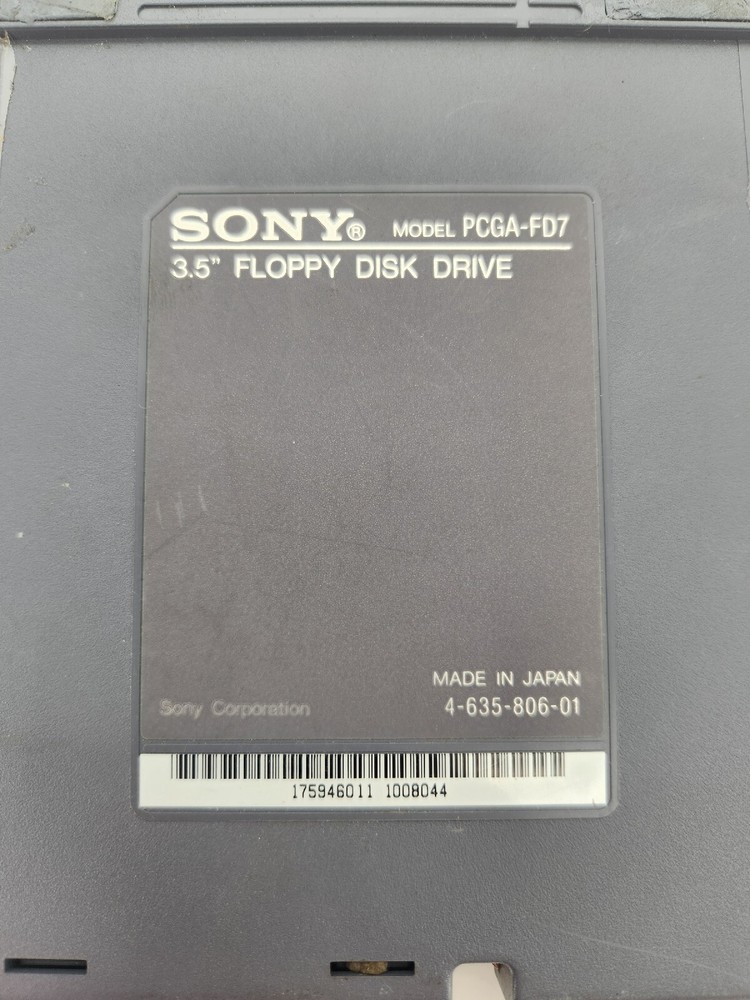 SONY® MODEL PCGA-FD7
3.5" FLOPPY DISK DRIVE
MADE IN JAPAN
Sony Corporation 4-635-806-01
175946011 1008044